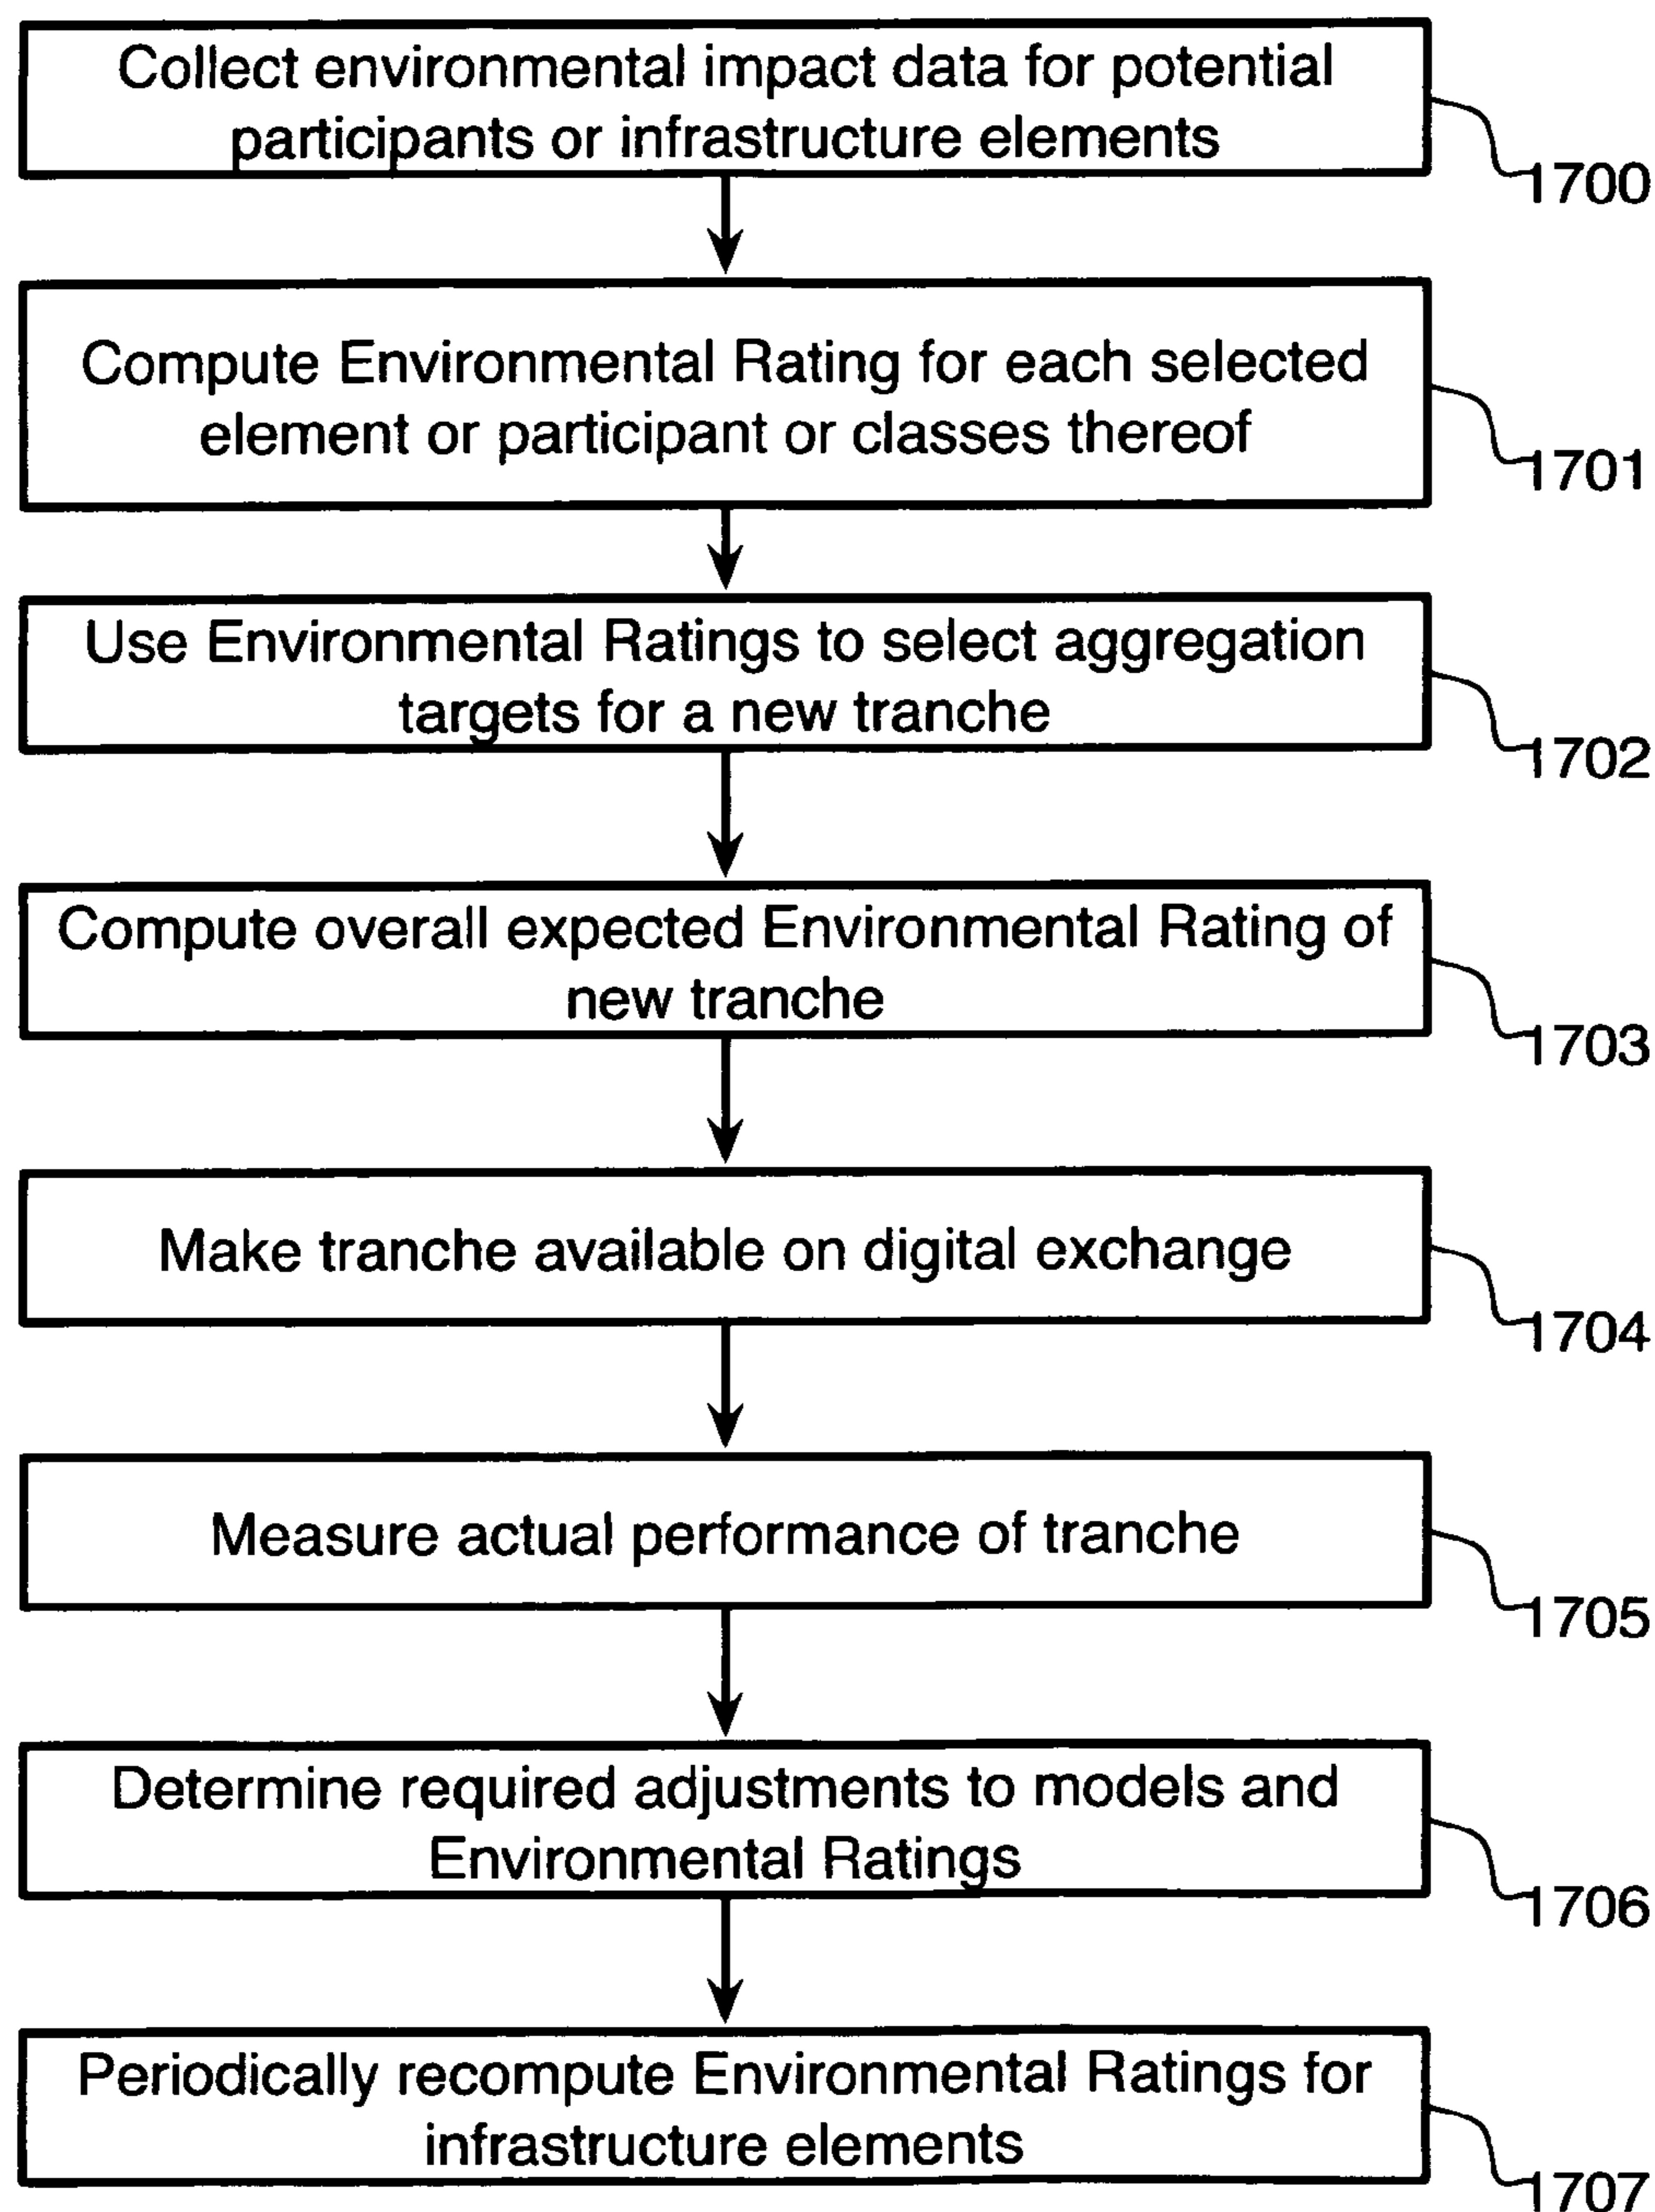 Collect environmental impact data for potential
participants or infrastructure elements
1700
Compute Environmental Rating for each selected
element or participant or classes thereof
1701
Use Environmental Ratings to select aggregation
targets for a new tranche
1702
Compute overall expected Environmental Rating of
new tranche
1703
Make tranche available on digital exchange
1704
Measure actual performance of tranche
1705
Determine required adjustments to models and
Environmental Ratings
1706
Periodically recompute Environmental Ratings for
infrastructure elements
1707